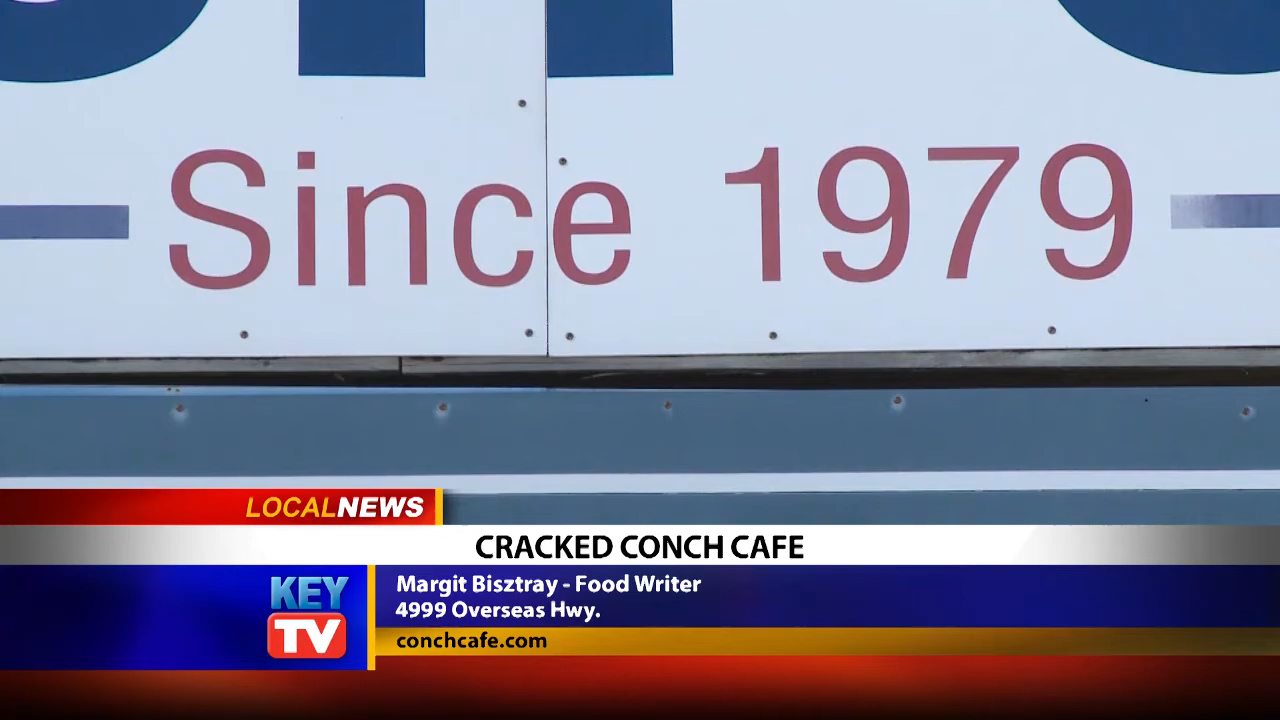 Since 1979
LOCALNEWS
CRACKED CONCH CAFE
KEY
TV
Margit Bisztray - Food Writer
4999 Overseas Hwy.
conchcafe.com